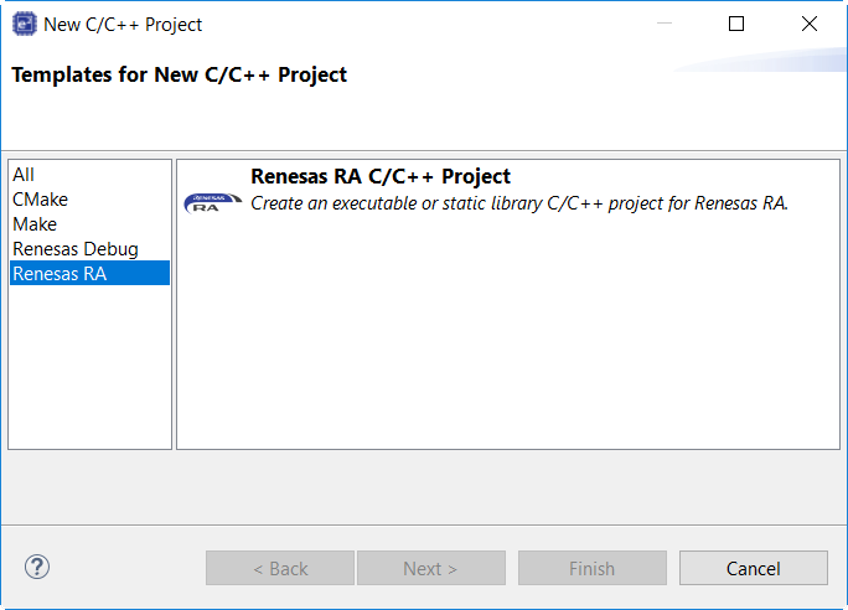 New C/C++ Project
Templates for New C/C++ Project
All
CMake
Make
Renesas Debug
Renesas RA
Renesas RA C/C++ Project
RENESAS
RA
Create an executable or static library C/C++ project for Renesas RA.
?
< Back
Next >
Finish
Cancel